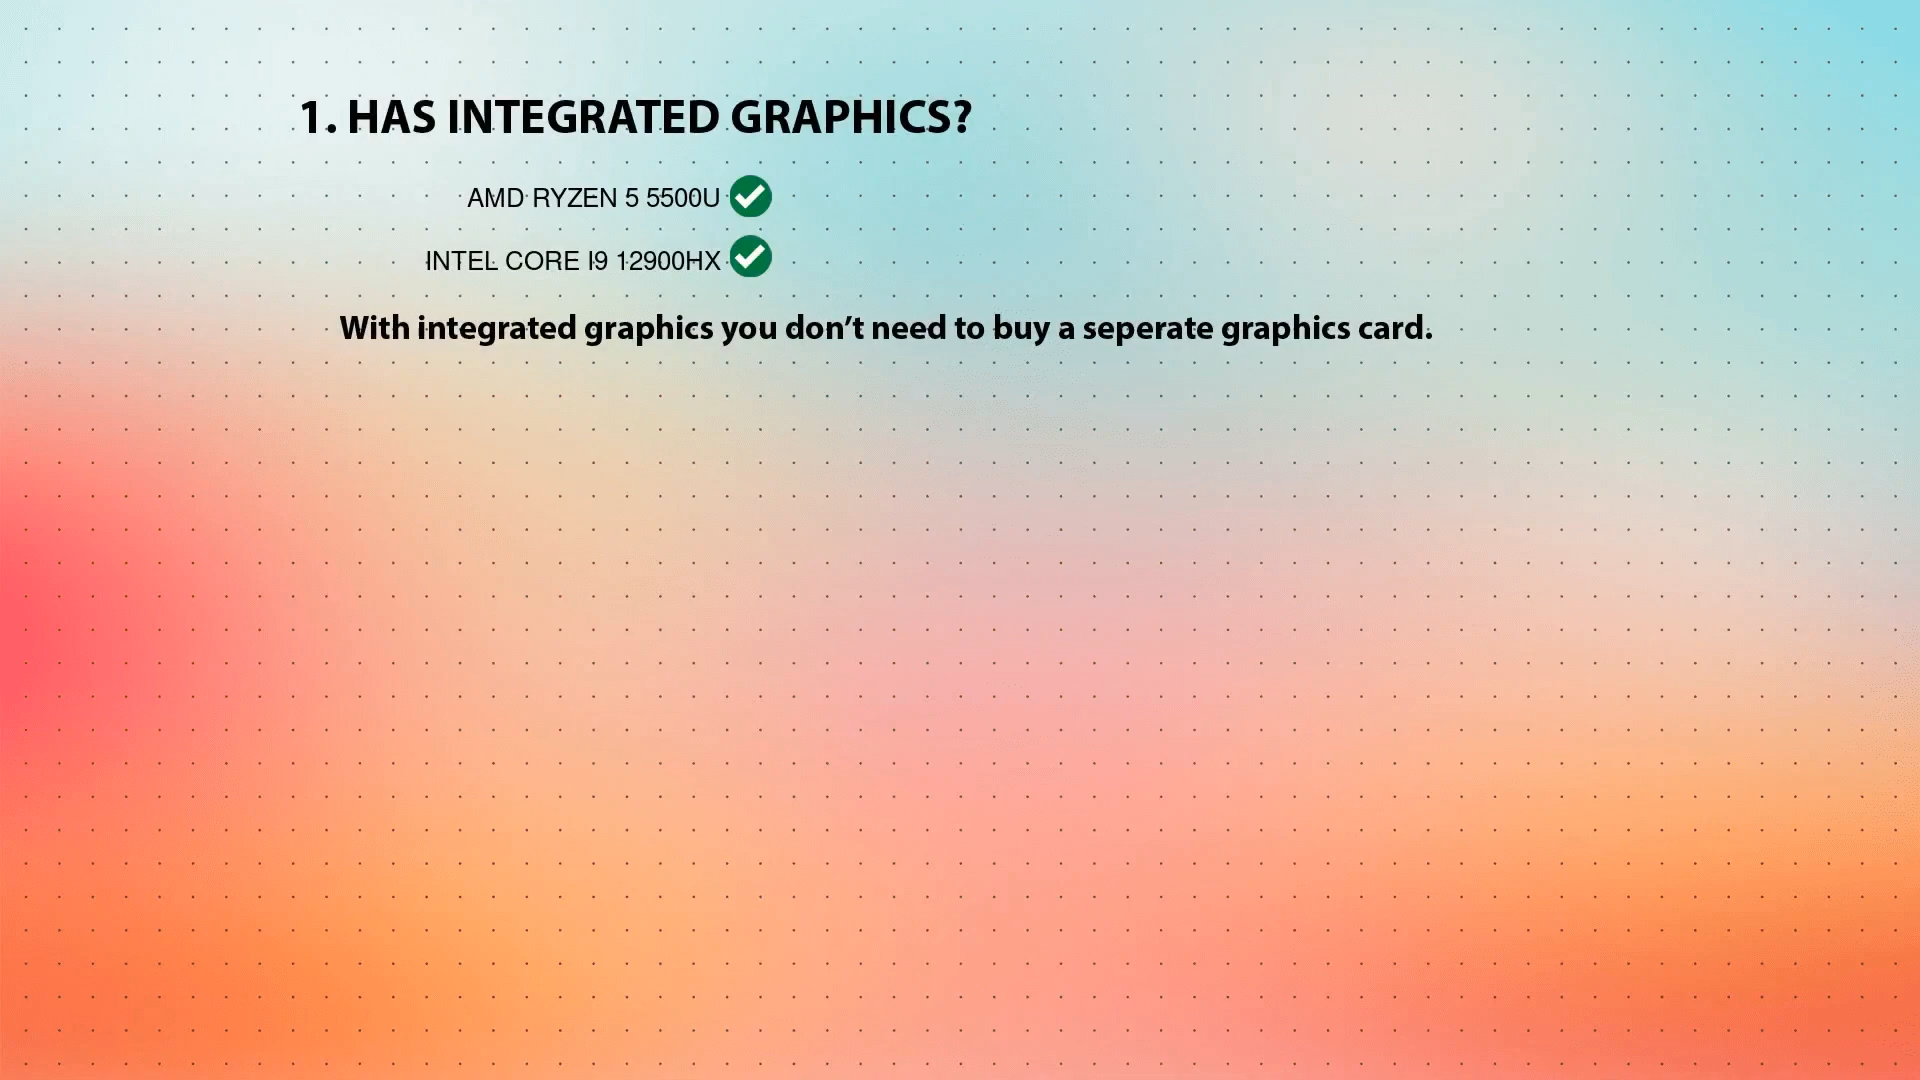 1. HAS INTEGRATED GRAPHICS?
AMD RYZEN 5 5500U
INTEL CORE I9 12900HX
With integrated graphics you don’t need to buy a seperate graphics card.